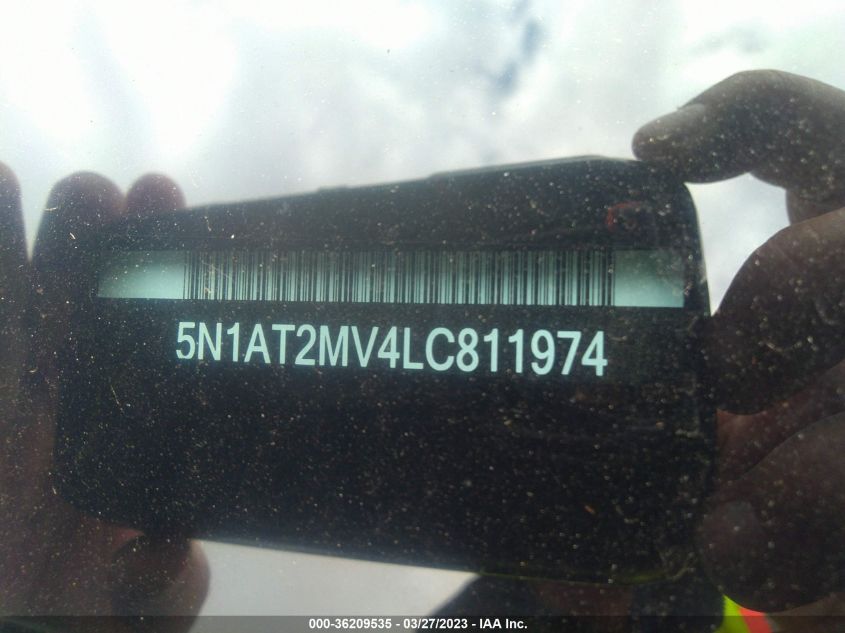 5N1AT2MV4LC811974
000-36209535 - 03/27/2023 - IAA Inc.